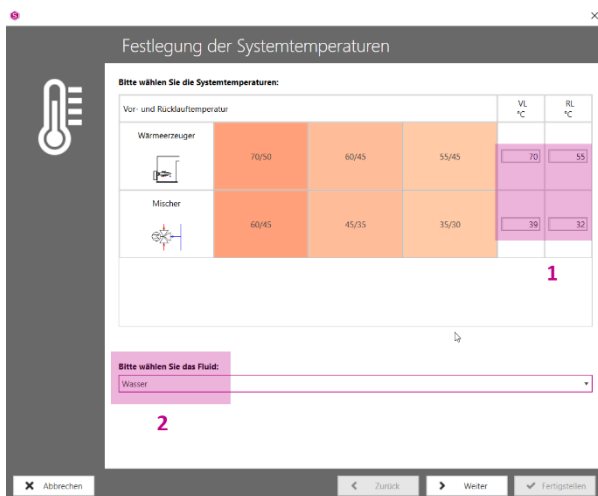 S
Festlegung der Systemtemperaturen
Bitte wählen Sie die Systemtemperaturen:
Vor- und Rücklauftemperatur VL °C RL °C
Wärmeerzeuger 70/50 60/45 55/45 70 55
Mischer 60/45 45/35 35/30 39 32
1
Bitte wählen Sie das Fluid:
Wasser
2
Abbrechen Zurück Weiter Fertigstellen